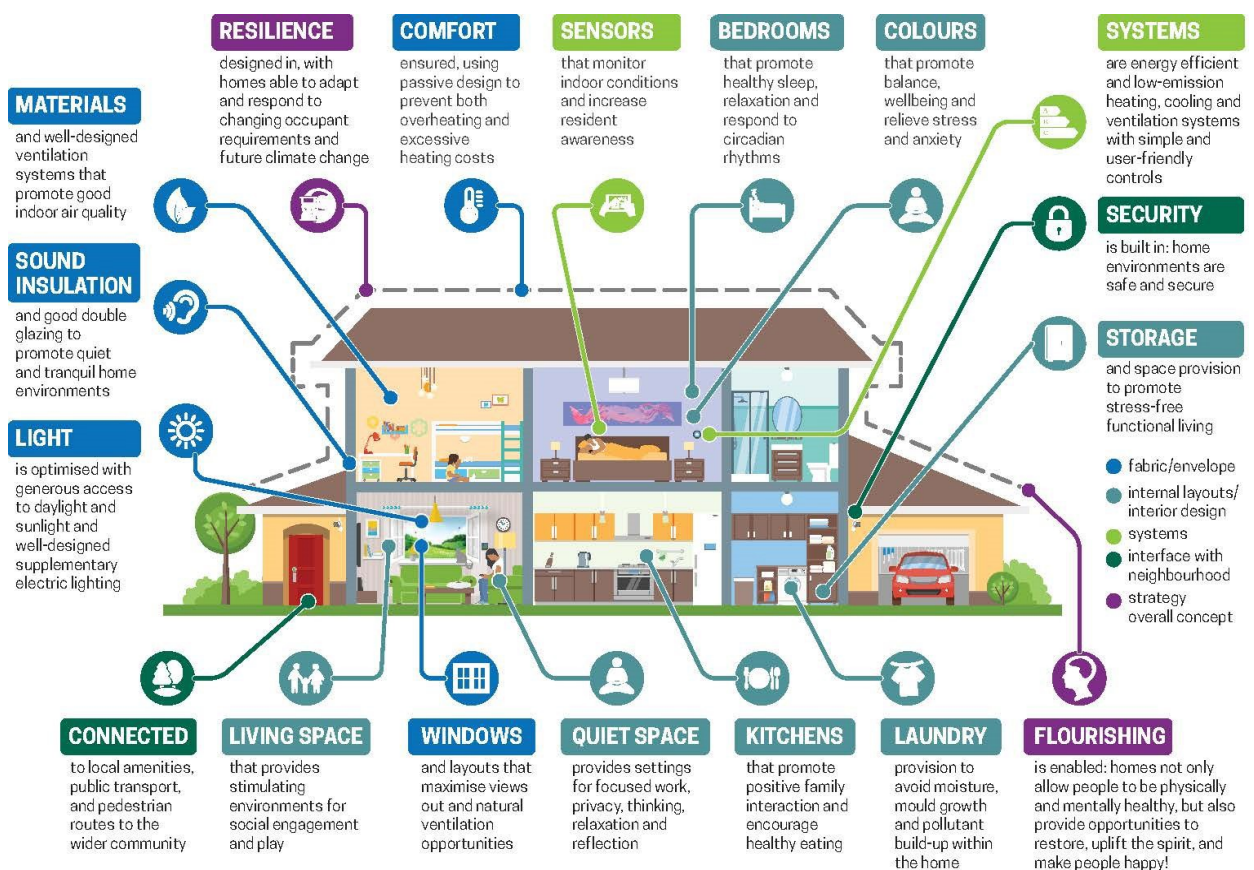 RESILIENCE
designed in, with
homes able to adapt
and respond to
changing occupant
requirements and
future climate change
COMFORT
ensured, using
passive design to
prevent both
overheating and
excessive
heating costs
SENSORS
that monitor
indoor conditions
and increase
resident
awareness
BEDROOMS
that promote
healthy sleep,
relaxation and
respond to
circadian
rhythms
COLOURS
that promote
balance,
wellbeing and
relieve stress
and anxiety
SYSTEMS
are energy efficient
and low-emission
heating, cooling and
ventilation systems
with simple and
user-friendly
controls
MATERIALS
and well-designed
ventilation
systems that
promote good
indoor air quality
SECURITY
is built in: home
environments are
safe and secure
SOUND
INSULATION
and good double
glazing to
promote quiet
and tranquil home
environments
STORAGE
and space provision
to promote
stress-free
functional living
LIGHT
is optimised with
generous access
to daylight and
sunlight and
well-designed
supplementary
electric lighting
fabric/envelope
internal layouts/
interior design
systems
interface with
neighbourhood
strategy
overall concept
CONNECTED
to local amenities,
public transport,
and pedestrian
routes to the
wider community
LIVING SPACE
that provides
stimulating
environments for
social engagement
and play
WINDOWS
and layouts that
maximise views
out and natural
ventilation
opportunities
QUIET SPACE
provides settings
for focused work,
privacy, thinking,
relaxation and
reflection
KITCHENS
that promote
positive family
interaction and
encourage
healthy eating
LAUNDRY
provision to
avoid moisture,
mould growth
and pollutant
build-up within
the home
FLOURISHING
is enabled: homes not only
allow people to be physically
and mentally healthy, but also
provide opportunities to
restore, uplift the spirit, and
make people happy!